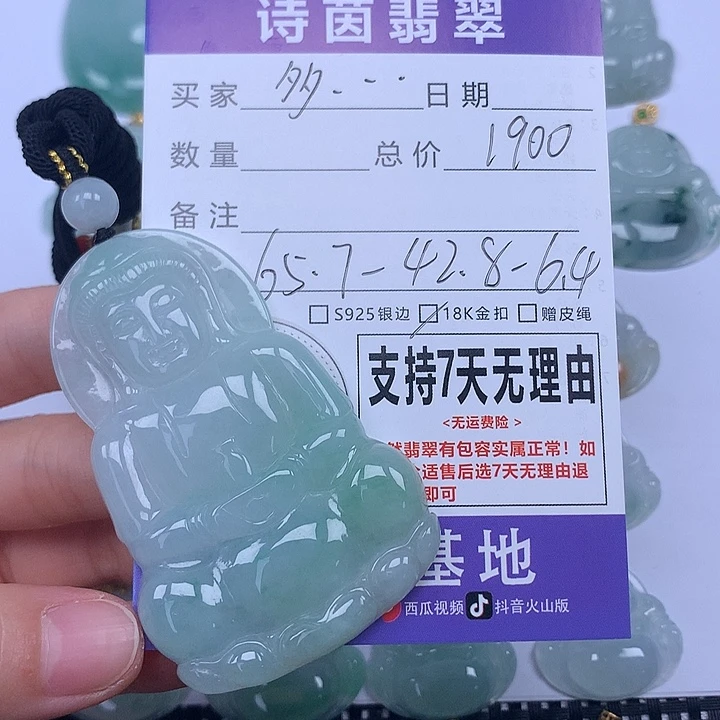 诗茵翡翠
买家 多... 日期
数量 总价 1900
备注
65.7-42.8-6.4
S925银边 18K金扣 赠皮绳
支持7天无理由
<无运费险>
然翡翠有包容实属正常！如
适售后选7天无理由退
即可
基地
西瓜视频 抖音火山版